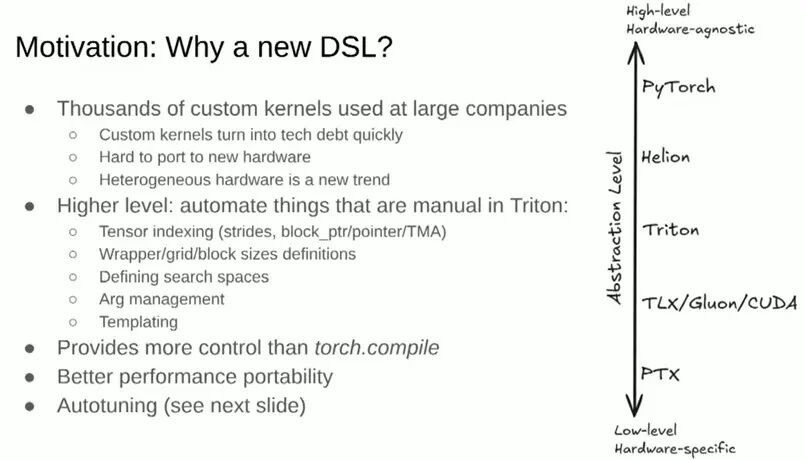 Motivation: Why a new DSL?
● Thousands of custom kernels used at large companies
○ Custom kernels turn into tech debt quickly
○ Hard to port to new hardware
○ Heterogeneous hardware is a new trend
● Higher level: automate things that are manual in Triton:
○ Tensor indexing (strides, block_ptr/pointer/TMA)
○ Wrapper/grid/block sizes definitions
○ Defining search spaces
○ Arg management
○ Templating
● Provides more control than torch.compile
● Better performance portability
● Autotuning (see next slide)
High-level
Hardware-agnostic
Abstraction Level
PyTorch
Helion
Triton
TLX/Gluon/CUDA
PTX
Low-level
Hardware-specific